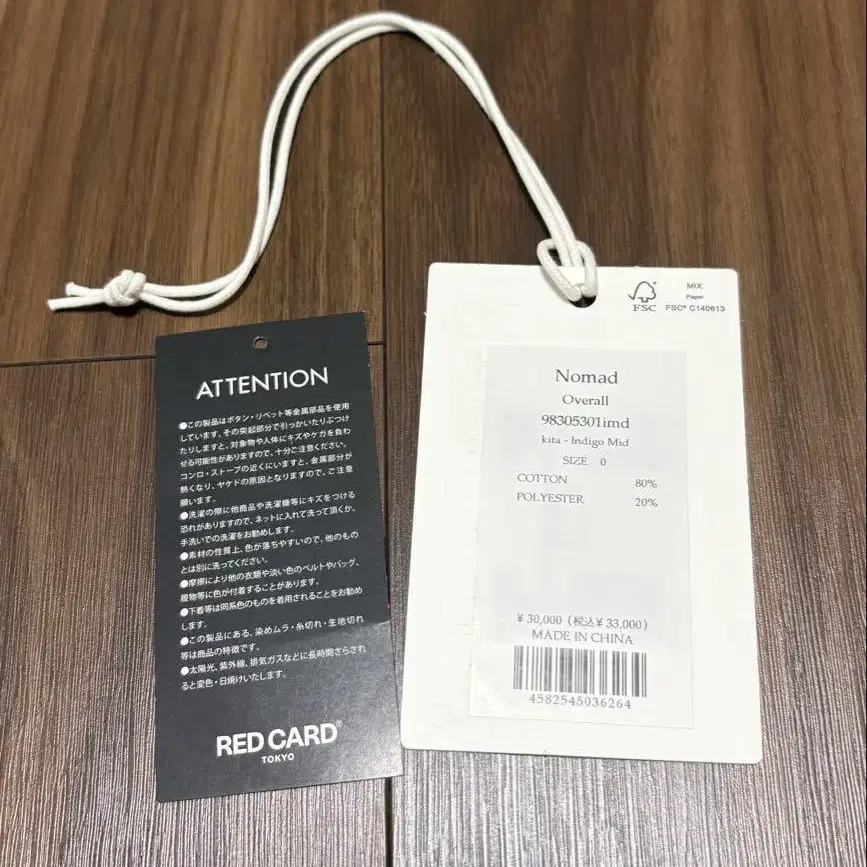 ATTENTION
●この製品はボタン・リベット等金属部品を使用
しています。その突起部分で引っかいたりぶつけ
たりしますと、対象物や人体にキズやケガを負わ
せる可能性がありますので、十分ご注意ください。
コンロ・ストーブの近くにいますと、金属部分が
熱くなり、ヤケドの原因となりますので、ご注意
願います。
●洗濯の際に他商品や洗濯機等にキズをつける
恐れがありますので、ネットに入れて洗って頂くか、
手洗いでの洗濯をお勧めします。
●素材の性質上、色が落ちやすいので、他のもの
とは別に洗ってください。
●摩擦により他の衣類や淡い色のベルトやバッグ、
履物等に色が付着することがあります。
●下着等は同系色のものを着用されることをお勧め
します。
●この製品にある、染めムラ・糸切れ・生地切れ
等は商品の特徴です。
●太陽光、紫外線、排気ガスなどに長時間さらされ
ると変色・日焼けいたします。
RED CARD®
TOKYO
FSC
MIX
Paper
FSC® C140613
Nomad
Overall
98305301imd
kita - Indigo Mid
SIZE 0
COTTON 80%
POLYESTER 20%
¥ 30,000 (税込¥ 33,000)
MADE IN CHINA
4582545036264